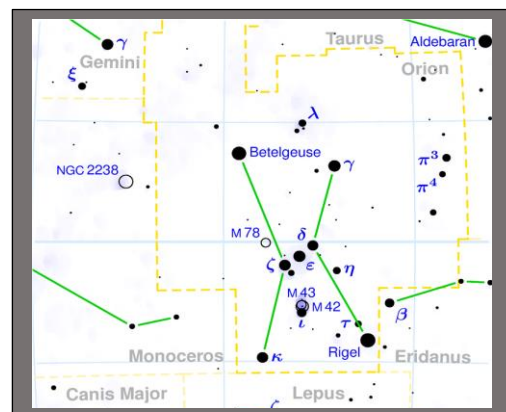 Taurus
γ
Aldebaran
Gemini
Orion
ξ
λ
Betelgeuse
γ
π³
NGC 2238
π⁴
M 78
δ
ζ
ε
η
M 43
M 42
ι
τ
β
Rigel
Monoceros
κ
Eridanus
Canis Major
Lepus
ζ